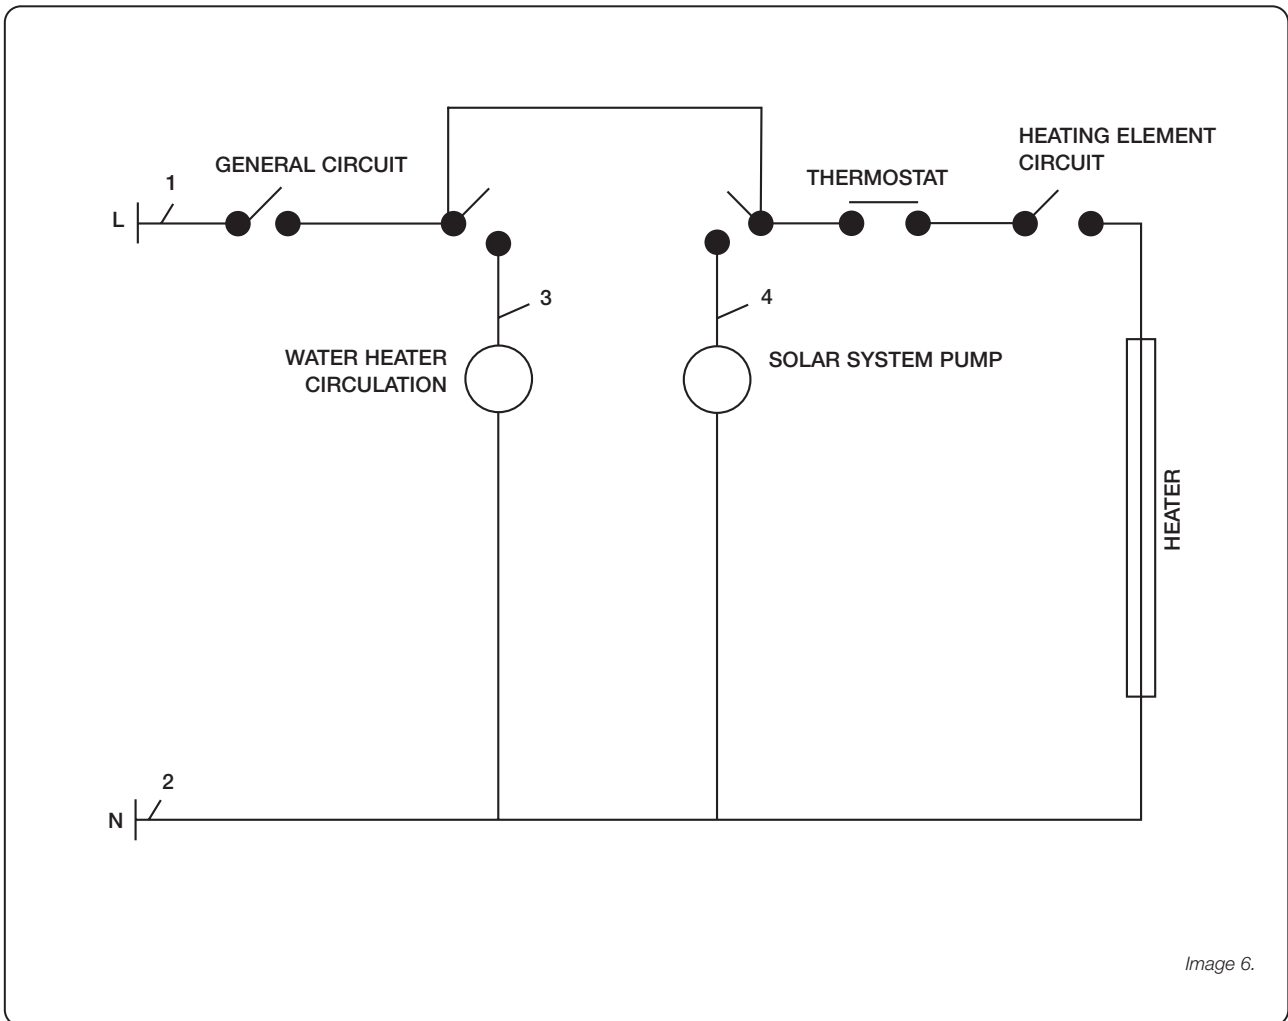 GENERAL CIRCUIT
HEATING ELEMENT
CIRCUIT
THERMOSTAT
1
L
3
4
WATER HEATER
CIRCULATION
SOLAR SYSTEM PUMP
HEATER
2
N
Image 6.